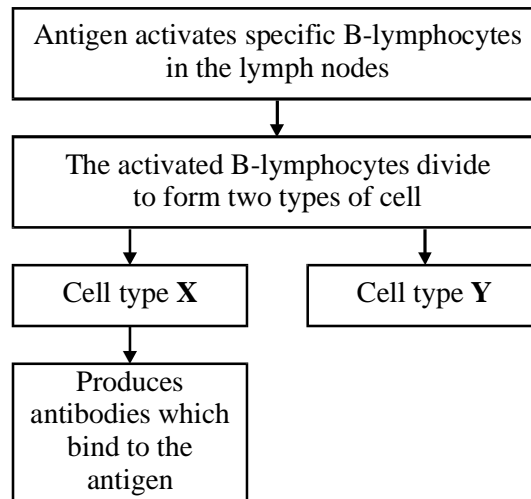 Antigen activates specific B-lymphocytes
in the lymph nodes
The activated B-lymphocytes divide
to form two types of cell
Cell type X
Cell type Y
Produces
antibodies which
bind to the
antigen